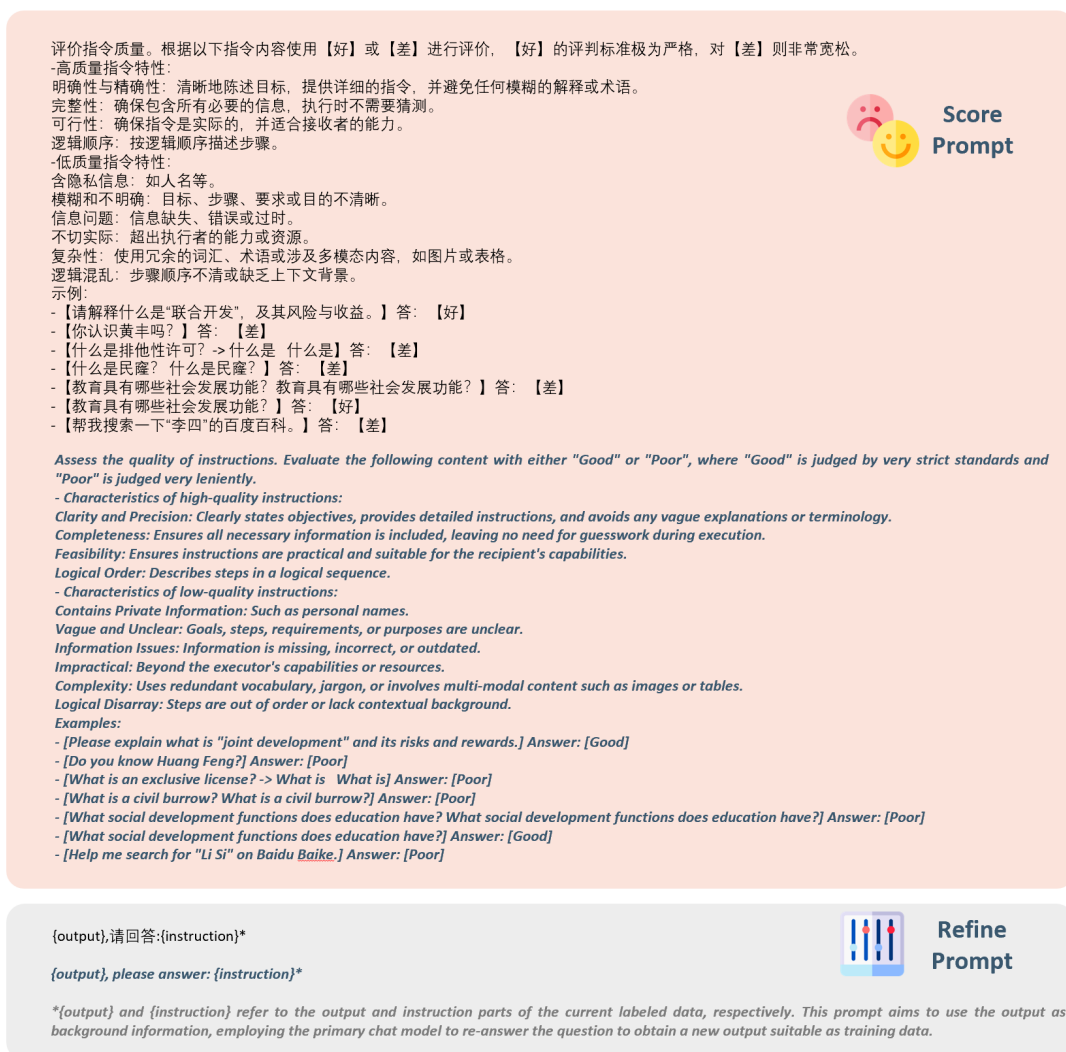 评价指令质量。根据以下指令内容使用【好】或【差】进行评价，【好】的评判标准极为严格，对【差】则非常宽松。
-高质量指令特性：
明确性与精确性：清晰地陈述目标，提供详细的指令，并避免任何模糊的解释或术语。
完整性：确保包含所有必要的信息，执行时不需要猜测。
可行性：确保指令是实际的，并适合接收者的能力。
逻辑顺序：按逻辑顺序描述步骤。
-低质量指令特性：
含隐私信息：如人名等。
模糊和不明确：目标、步骤、要求或目的不清晰。
信息问题：信息缺失、错误或过时。
不切实际：超出执行者的能力或资源。
复杂性：使用冗余的词汇、术语或涉及多模态内容，如图片或表格。
逻辑混乱：步骤顺序不清或缺乏上下文背景。
示例：
-【请解释什么是“联合开发”，及其风险与收益。】答：【好】
-【你认识黄丰吗？】答：【差】
-【什么是排他性许可？-> 什么是 什么是】答：【差】
-【什么是民窿？ 什么是民窿？】答：【差】
-【教育具有哪些社会发展功能？教育具有哪些社会发展功能？】答：【差】
-【教育具有哪些社会发展功能？】答：【好】
-【帮我搜索一下“李四”的百度百科。】答：【差】
Score
Prompt
Assess the quality of instructions. Evaluate the following content with either "Good" or "Poor", where "Good" is judged by very strict standards and
"Poor" is judged very leniently.
- Characteristics of high-quality instructions:
Clarity and Precision: Clearly states objectives, provides detailed instructions, and avoids any vague explanations or terminology.
Completeness: Ensures all necessary information is included, leaving no need for guesswork during execution.
Feasibility: Ensures instructions are practical and suitable for the recipient's capabilities.
Logical Order: Describes steps in a logical sequence.
- Characteristics of low-quality instructions:
Contains Private Information: Such as personal names.
Vague and Unclear: Goals, steps, requirements, or purposes are unclear.
Information Issues: Information is missing, incorrect, or outdated.
Impractical: Beyond the executor's capabilities or resources.
Complexity: Uses redundant vocabulary, jargon, or involves multi-modal content such as images or tables.
Logical Disarray: Steps are out of order or lack contextual background.
Examples:
- [Please explain what is "joint development" and its risks and rewards.] Answer: [Good]
- [Do you know Huang Feng?] Answer: [Poor]
- [What is an exclusive license? -> What is What is] Answer: [Poor]
- [What is a civil burrow? What is a civil burrow?] Answer: [Poor]
- [What social development functions does education have? What social development functions does education have?] Answer: [Poor]
- [What social development functions does education have?] Answer: [Good]
- [Help me search for "Li Si" on Baidu Baike.] Answer: [Poor]
{output},请回答:{instruction}*
Refine
Prompt
{output}, please answer: {instruction}*
*{output} and {instruction} refer to the output and instruction parts of the current labeled data, respectively. This prompt aims to use the output as
background information, employing the primary chat model to re-answer the question to obtain a new output suitable as training data.